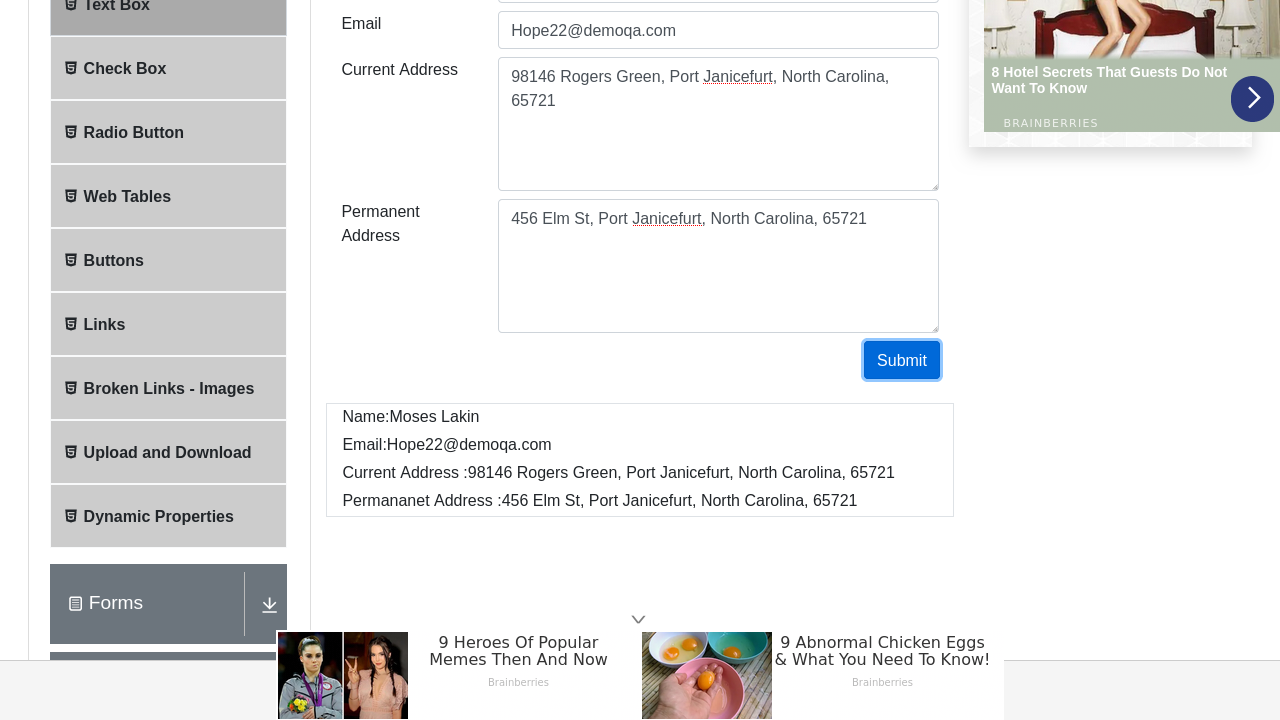 Text Box
Check Box
Radio Button
Web Tables
Buttons
Links
Broken Links - Images
Upload and Download
Dynamic Properties
Forms
Email
Hope22@demoqa.com
Current Address
98146 Rogers Green, Port Janicefurt, North Carolina,
65721
Permanent
Address
456 Elm St, Port Janicefurt, North Carolina, 65721
Submit
Name:Moses Lakin
Email:Hope22@demoqa.com
Current Address :98146 Rogers Green, Port Janicefurt, North Carolina, 65721
Permananet Address :456 Elm St, Port Janicefurt, North Carolina, 65721
8 Hotel Secrets That Guests Do Not
Want To Know
BRAINBERRIES
9 Heroes Of Popular
Memes Then And Now
Brainberries
9 Abnormal Chicken Eggs
& What You Need To Know!
Brainberries